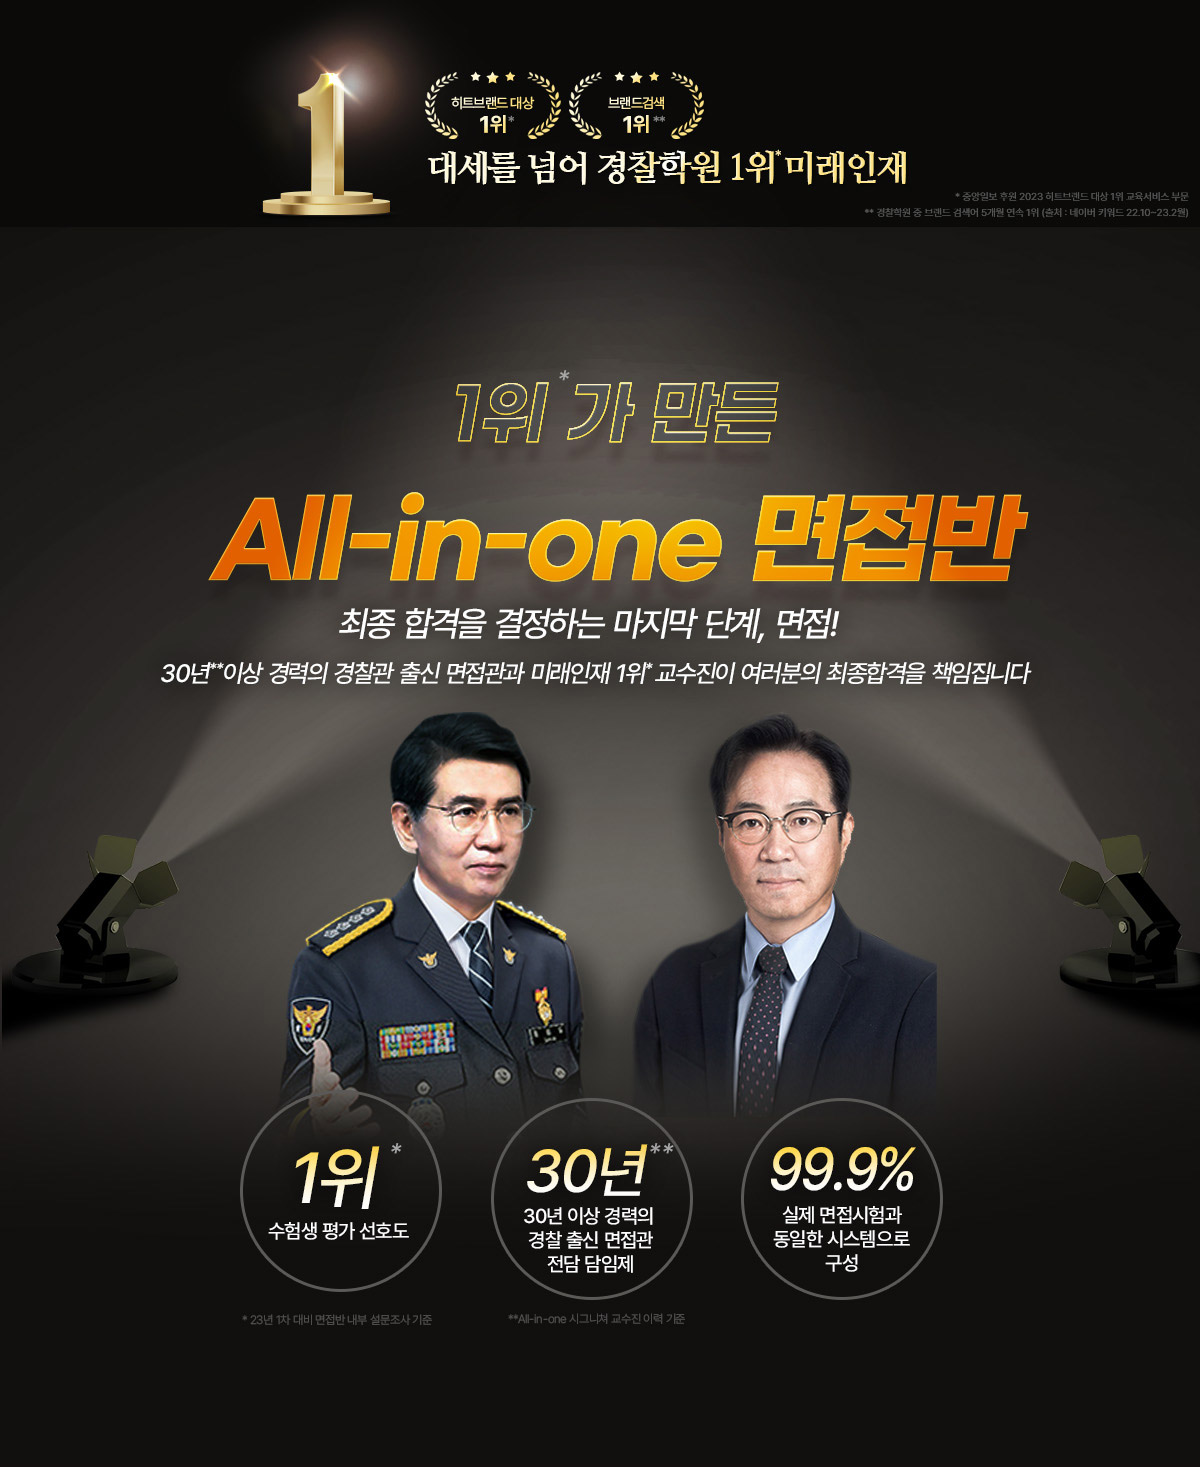 히트브랜드 대상
1위*
브랜드검색
1위**
대세를 넘어 경찰학원 1위*미래인재
* 중앙일보 후원 2023 히트브랜드 대상 1위 교육서비스 부문
** 경찰학원 중 브랜드 검색어 5개월 연속 1위 (출처 : 네이버 키워드 22.10~23.2월)
1위*가 만든
All-in-one 면접반
최종 합격을 결정하는 마지막 단계, 면접!
30년**이상 경력의 경찰관 출신 면접관과 미래인재 1위* 교수진이 여러분의 최종합격을 책임집니다
1위*
수험생 평가 선호도
30년**
30년 이상 경력의
경찰 출신 면접관
전담 담임제
99.9%
실제 면접시험과
동일한 시스템으로
구성
* 23년 1차 대비 면접반 내부 설문조사 기준
**All-in-one 시그니쳐 교수진 이력 기준